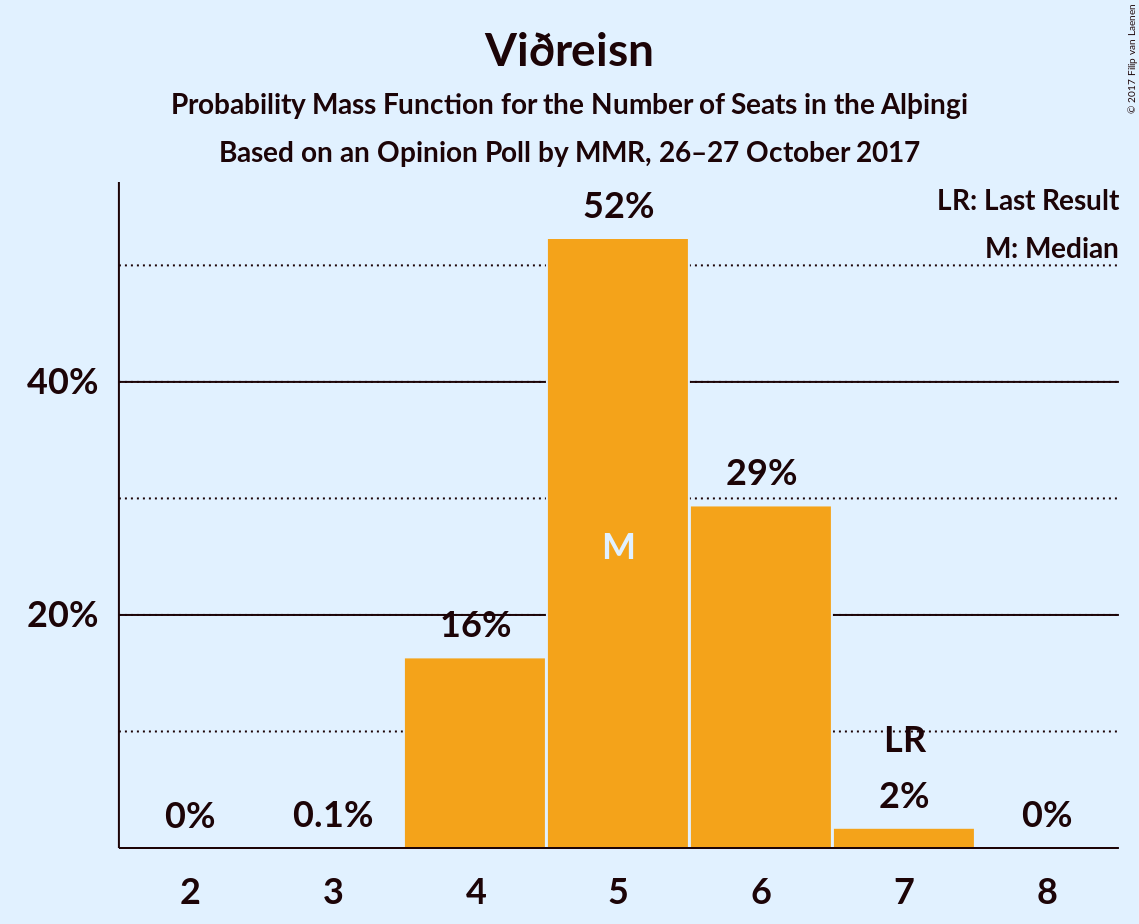 Viðreisn
Probability Mass Function for the Number of Seats in the Alþingi
Based on an Opinion Poll by MMR, 26–27 October 2017
© 2017 Filip van Laenen
LR: Last Result
M: Median
52%
40%
29%
M
20%
16%
LR
2%
0%
0.1%
0%
2 3 4 5 6 7 8